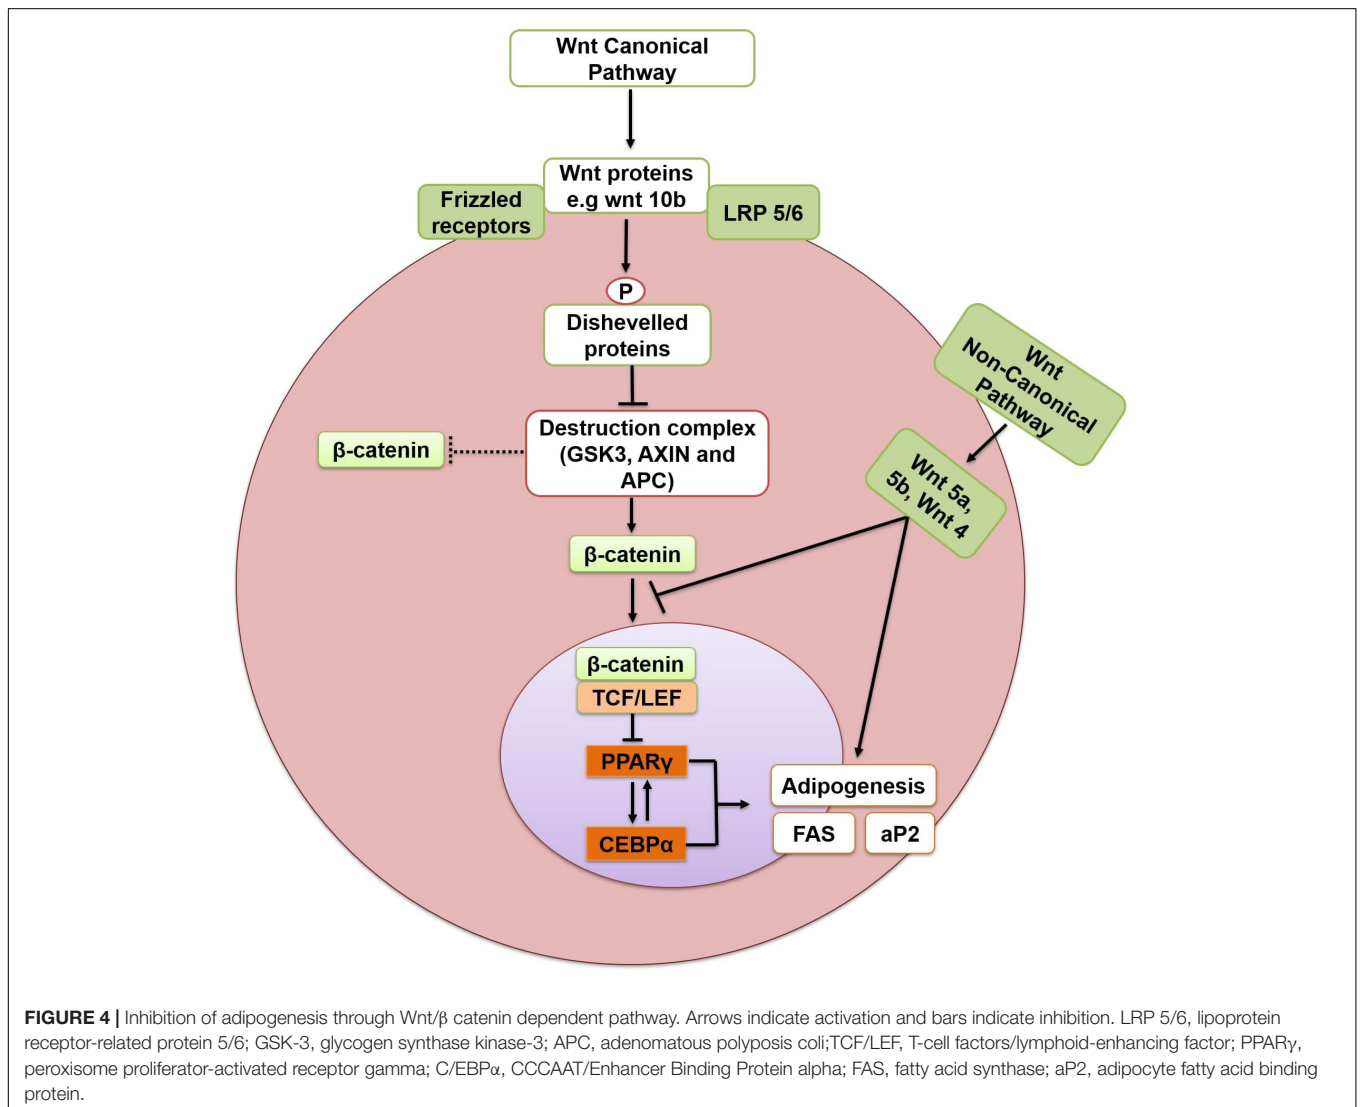 Wnt Canonical
Pathway
Wnt proteins
e.g wnt 10b
Frizzled
receptors
LRP 5/6
P
Dishevelled
proteins
Wnt
Non-Canonical
Pathway
Destruction complex
(GSK3, AXIN and
APC)
β-catenin
Wnt 5a,
5b, Wnt 4
β-catenin
β-catenin
TCF/LEF
PPARγ
CEBPα
Adipogenesis
FAS
aP2
FIGURE 4 | Inhibition of adipogenesis through Wnt/β catenin dependent pathway. Arrows indicate activation and bars indicate inhibition. LRP 5/6, lipoprotein
receptor-related protein 5/6; GSK-3, glycogen synthase kinase-3; APC, adenomatous polyposis coli;TCF/LEF, T-cell factors/lymphoid-enhancing factor; PPARγ,
peroxisome proliferator-activated receptor gamma; C/EBPα, CCCAAT/Enhancer Binding Protein alpha; FAS, fatty acid synthase; aP2, adipocyte fatty acid binding
protein.